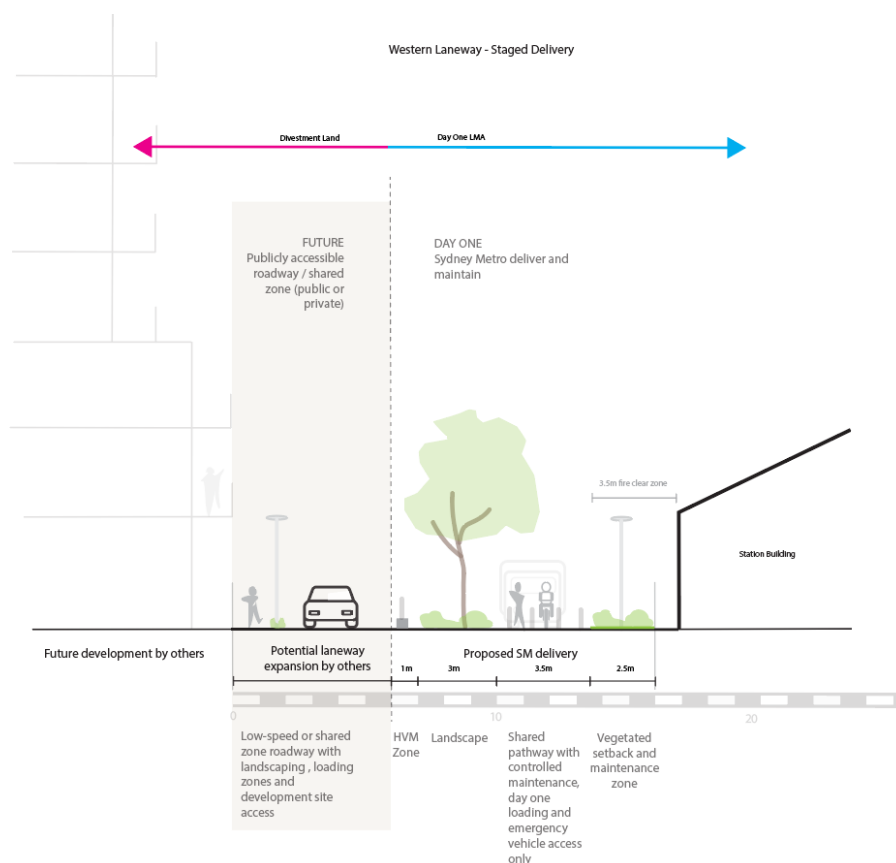 Western Laneway - Staged Delivery
Divestment Land
Day One LMA
FUTURE
Publicly accessible
roadway / shared
zone (public or
private)
DAY ONE
Sydney Metro deliver and
maintain
3.5m fire clear zone
Station Building
Future development by others
Potential laneway
expansion by others
Proposed SM delivery
1m
3m
3.5m
2.5m
0
10
20
Low-speed or shared
zone roadway with
landscaping , loading
zones and
development site
access
HVM
Zone
Landscape
Shared
pathway with
controlled
maintenance,
day one
loading and
emergency
vehicle access
only
Vegetated
setback and
maintenance
zone